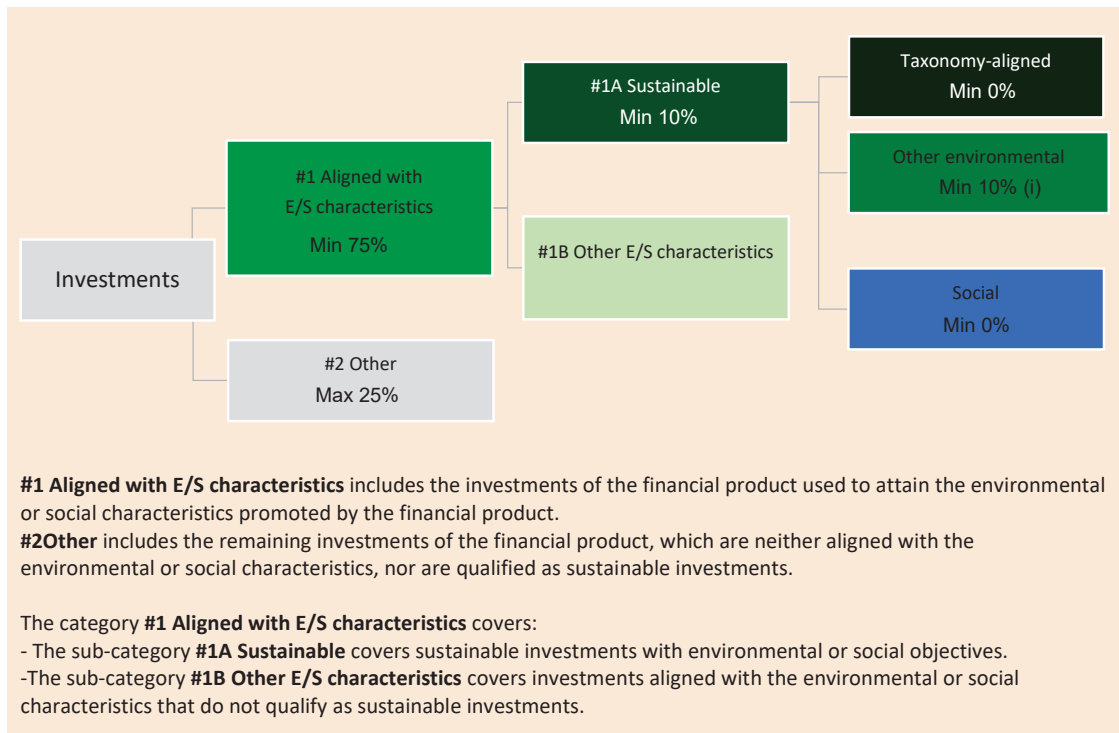 Investments
#1 Aligned with
E/S characteristics
Min 75%
#2 Other
Max 25%
#1A Sustainable
Min 10%
#1B Other E/S characteristics
Taxonomy-aligned
Min 0%
Other environmental
Min 10% (i)
Social
Min 0%
#1 Aligned with E/S characteristics includes the investments of the financial product used to attain the environmental
or social characteristics promoted by the financial product.
#2Other includes the remaining investments of the financial product, which are neither aligned with the
environmental or social characteristics, nor are qualified as sustainable investments.
The category #1 Aligned with E/S characteristics covers:
- The sub-category #1A Sustainable covers sustainable investments with environmental or social objectives.
-The sub-category #1B Other E/S characteristics covers investments aligned with the environmental or social
characteristics that do not qualify as sustainable investments.